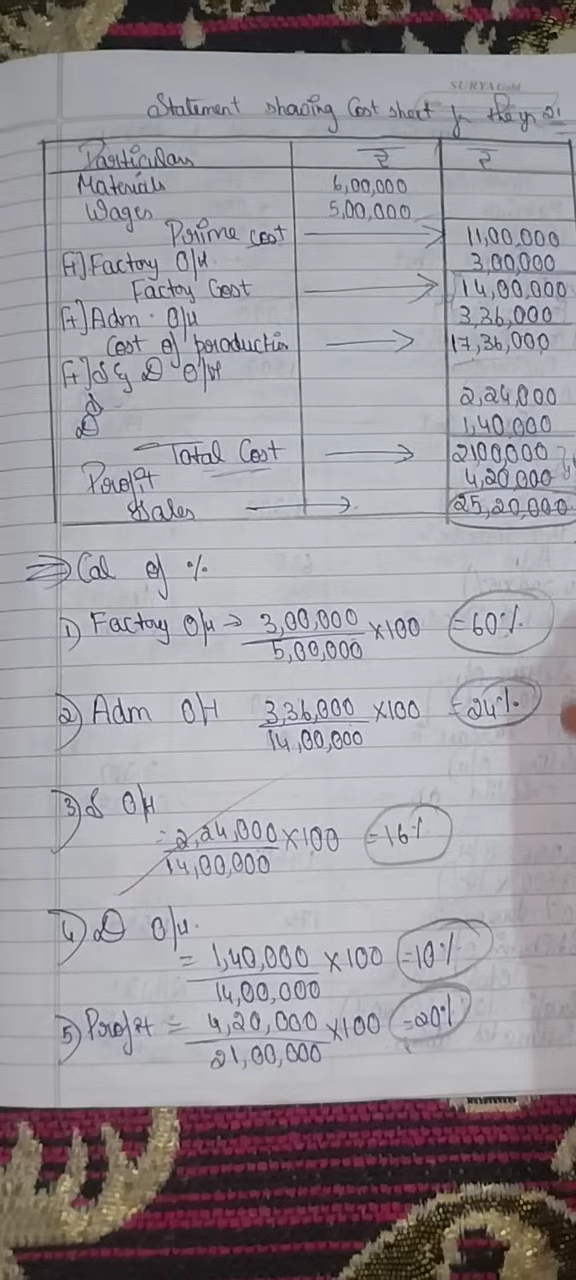 SURYA Gold
Statement showing Cost sheet for the yr 21
Particulars ₹ ₹
Materials 6,00,000
Wages 5,00,000
Prime cost 11,00,000
[+] Factory O/H 3,00,000
Factory Cost 14,00,000
[+] Adm. O/H 3,36,000
Cost of production 17,36,000
[+] S & D O/H
S 2,24,000
D 1,40,000
Total Cost 2100,000
Profit 4,20,000
Sales 25,20,000
⇒ Cal of %
1) Factory O/H → 3,00,000 / 5,00,000 ×100 = 60%
2) Adm OH 3,36,000 / 14,00,000 ×100 = 24%
3) S O/H
= 2,24,000 / 14,00,000 ×100 = 16%
4) D O/H.
= 1,40,000 / 14,00,000 ×100 = 10%
5) Profit = 4,20,000 / 21,00,000 ×100 = 20%